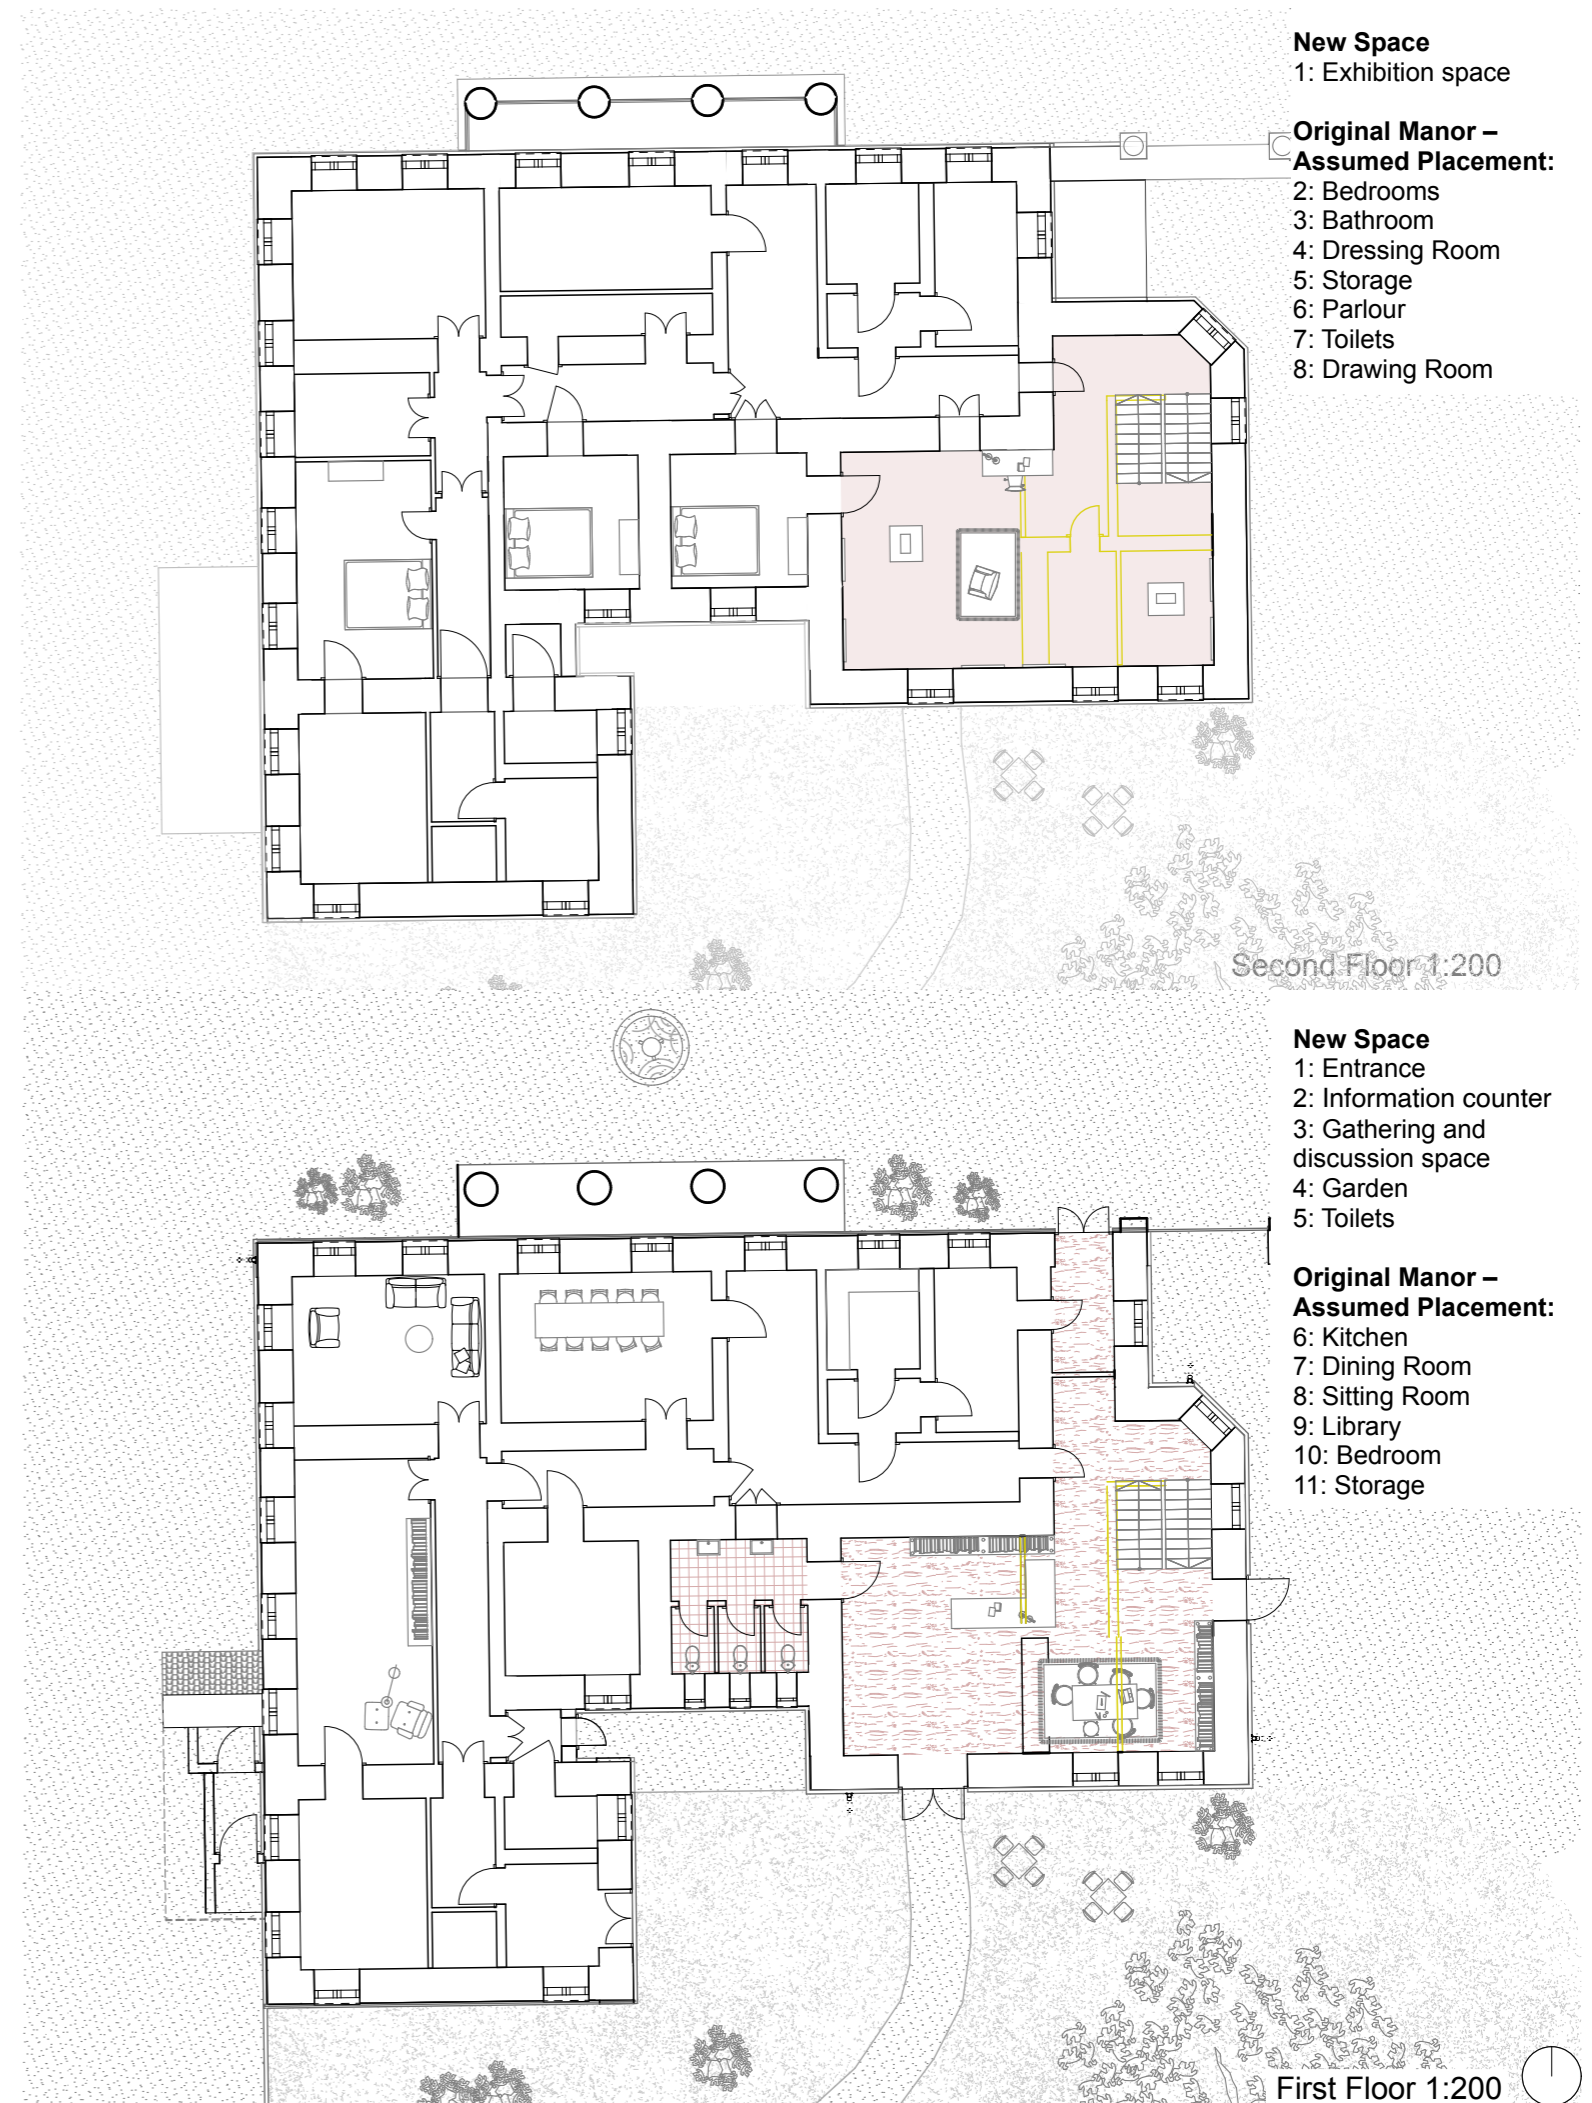 New Space
1: Exhibition space
Original Manor –
Assumed Placement:
2: Bedrooms
3: Bathroom
4: Dressing Room
5: Storage
6: Parlour
7: Toilets
8: Drawing Room
Second Floor 1:200
New Space
1: Entrance
2: Information counter
3: Gathering and
discussion space
4: Garden
5: Toilets
Original Manor –
Assumed Placement:
6: Kitchen
7: Dining Room
8: Sitting Room
9: Library
10: Bedroom
11: Storage
First Floor 1:200